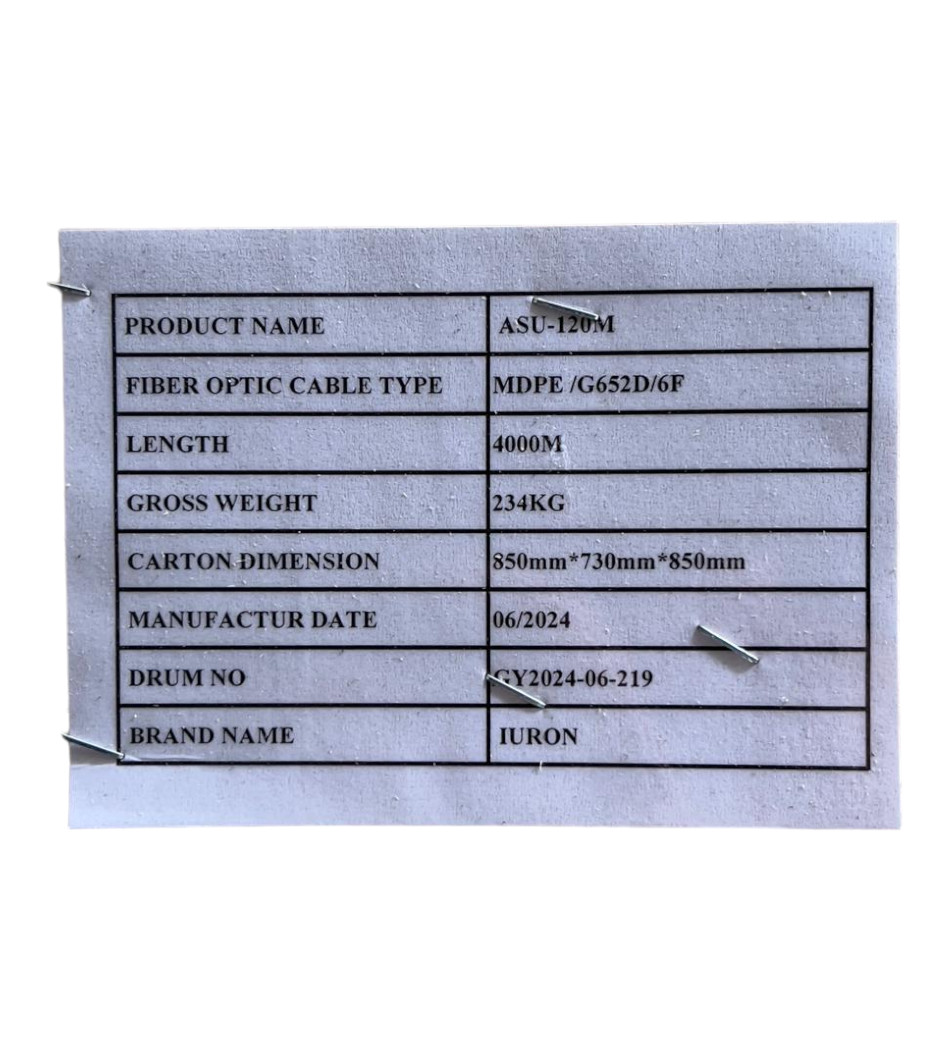 PRODUCT NAME ASU-120M
FIBER OPTIC CABLE TYPE MDPE /G652D/6F
LENGTH 4000M
GROSS WEIGHT 234KG
CARTON DIMENSION 850mm*730mm*850mm
MANUFACTUR DATE 06/2024
DRUM NO GY2024-06-219
BRAND NAME IURON